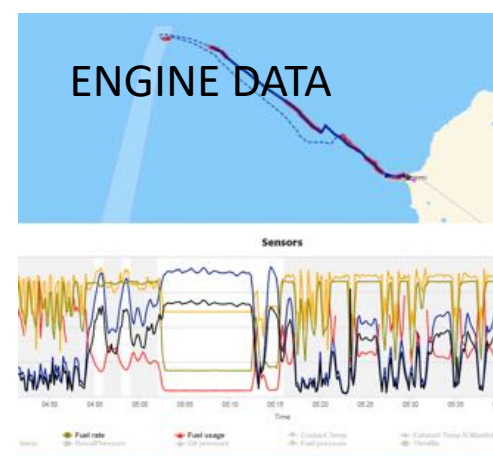 ENGINE DATA
Sensors
04:50 04:55 05:00 05:05 05:10 05:15 05:20 05:25 05:30 05:35
Time
Fuel rate Fuel usage Coolant Temp
Oil pressure Fuel pressure Throttle